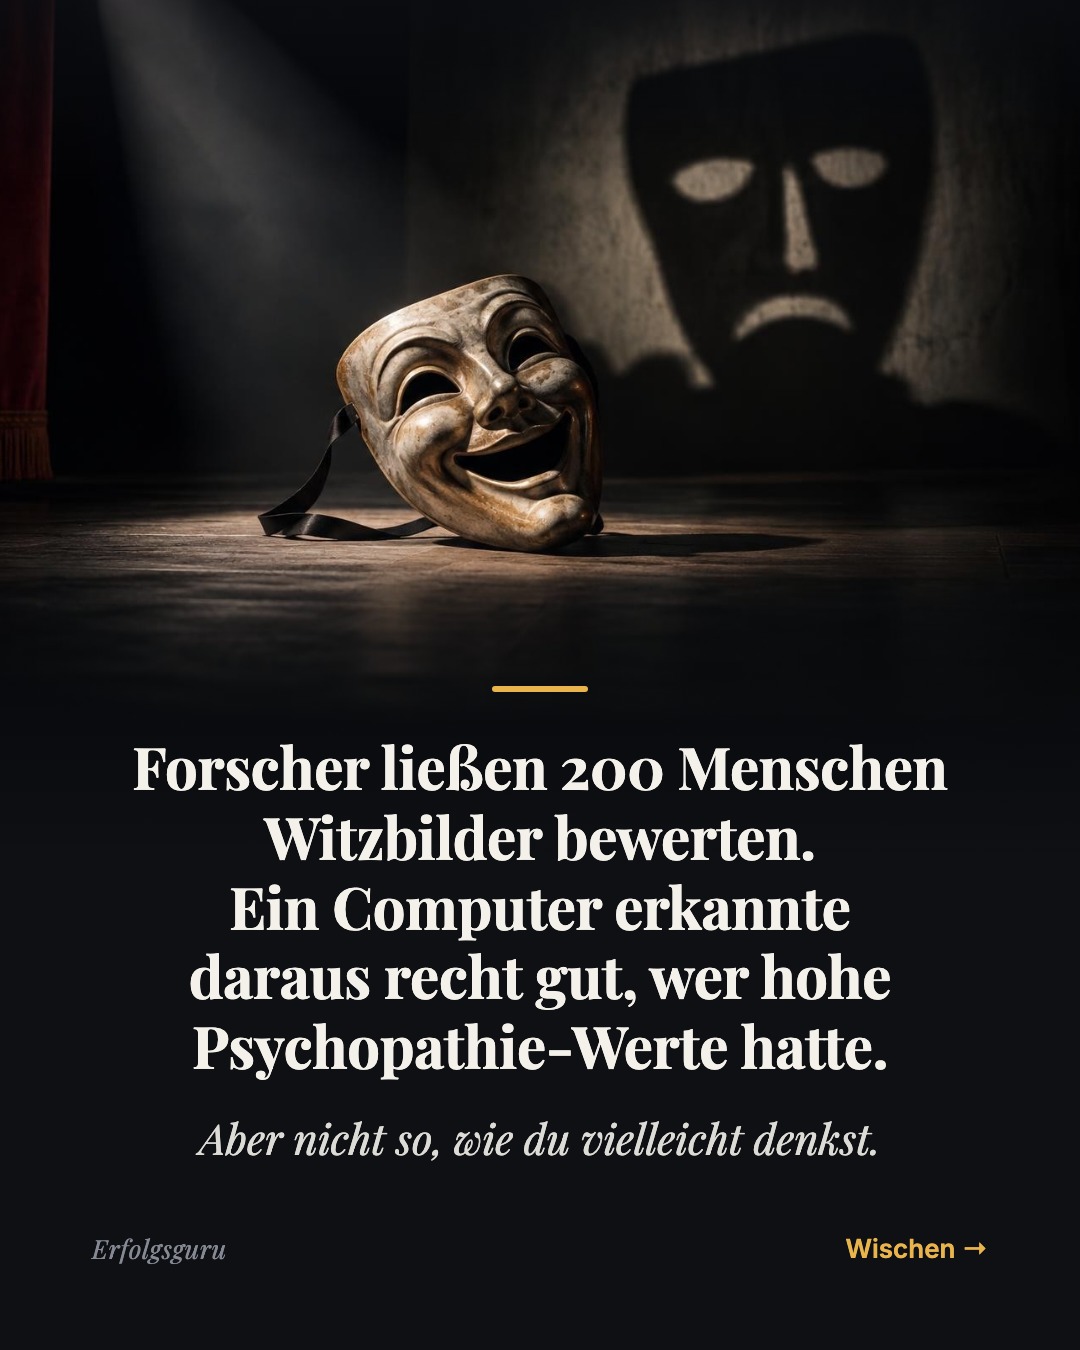 Forscher ließen 200 Menschen
Witzbilder bewerten.
Ein Computer erkannte
daraus recht gut, wer hohe
Psychopathie-Werte hatte.
Aber nicht so, wie du vielleicht denkst.
Erfolgsguru
Wischen →